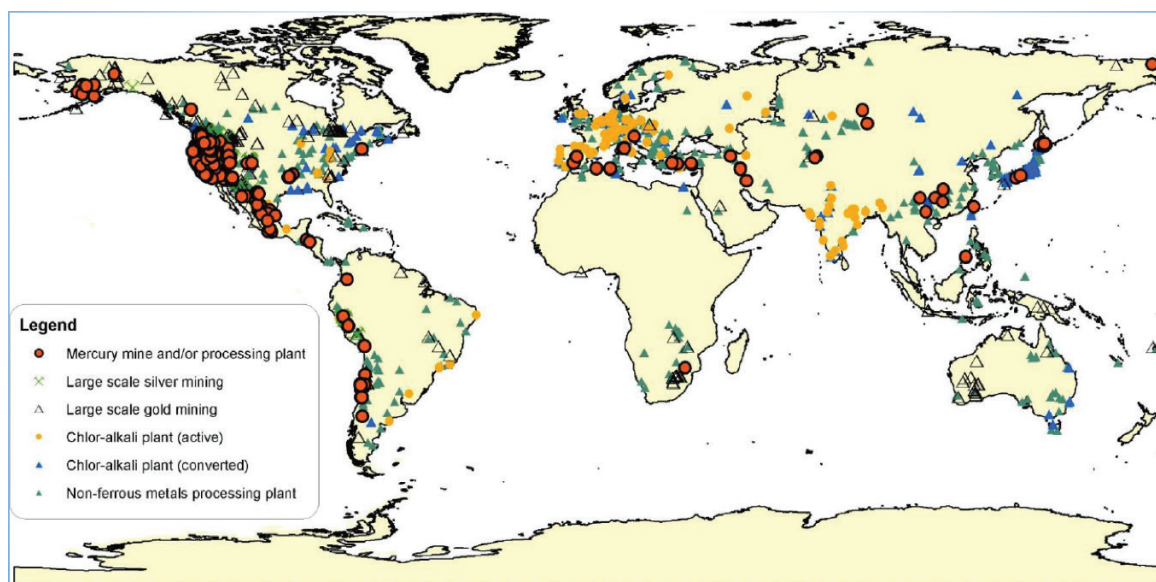 Legend
Mercury mine and/or processing plant
Large scale silver mining
Large scale gold mining
Chlor-alkali plant (active)
Chlor-alkali plant (converted)
Non-ferrous metals processing plant